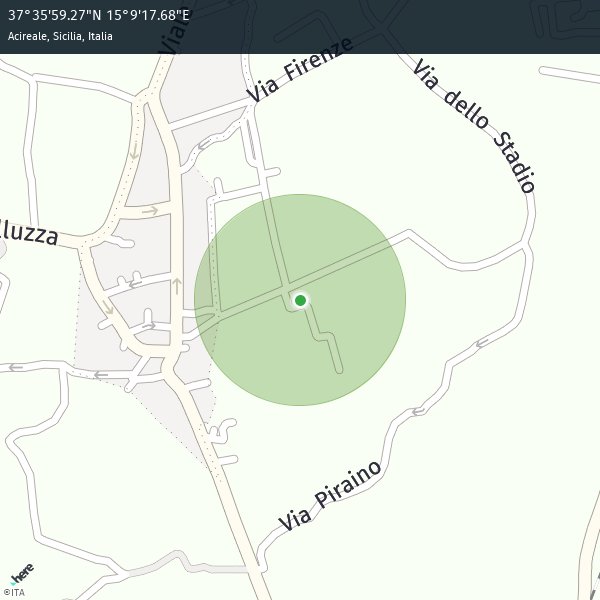 37°35'59.27"N 15°9'17.68"E
Acireale, Sicilia, Italia
Via Firenze
Via dello Stadio
lluzza
Via Piraino
here
©ITA